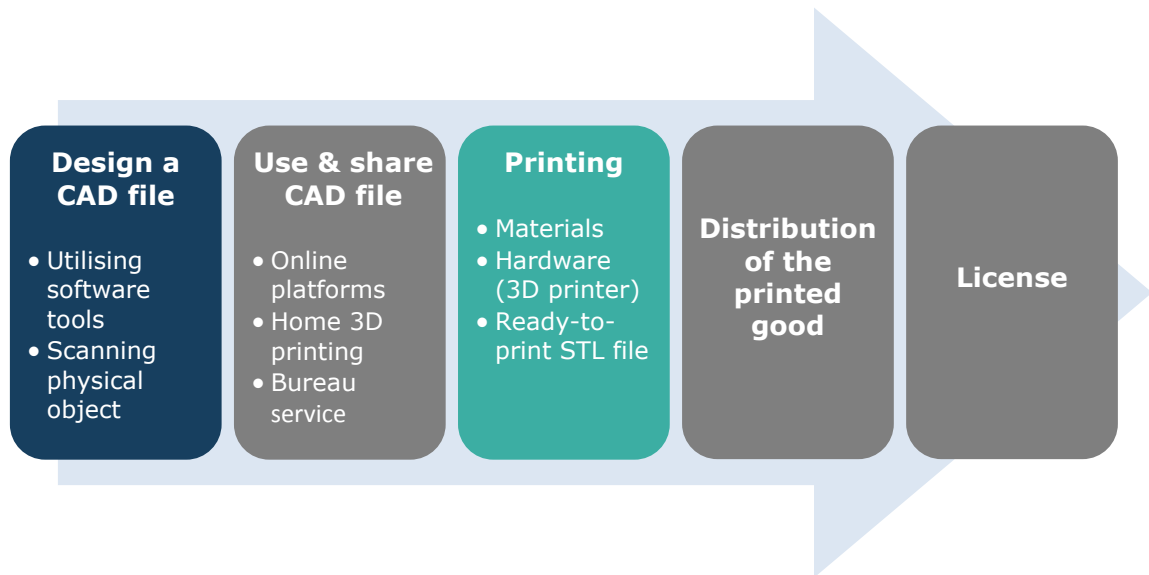 Design a
CAD file
• Utilising
software
tools
• Scanning
physical
object
Use & share
CAD file
• Online
platforms
• Home 3D
printing
• Bureau
service
Printing
• Materials
• Hardware
(3D printer)
• Ready-to-
print STL file
Distribution
of the
printed
good
License